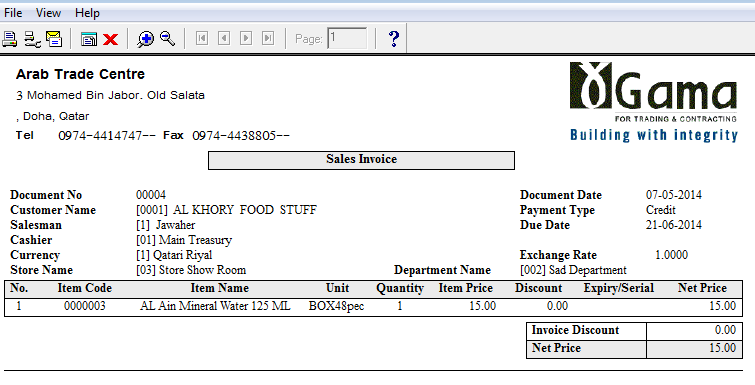 File View Help
Page: 1 ?
Arab Trade Centre
3 Mohamed Bin Jabor. Old Salata
, Doha, Qatar
Tel 0974-4414747-- Fax 0974-4438805--
Gama
FOR TRADING & CONTRACTING
Building with integrity
Sales Invoice
Document No 00004 Document Date 07-05-2014
Customer Name [0001] AL KHORY FOOD STUFF Payment Type Credit
Salesman [1] Jawaher Due Date 21-06-2014
Cashier [01] Main Treasury
Currency [1] Qatari Riyal Exchange Rate 1.0000
Store Name [03] Store Show Room Department Name [002] Sad Department
No. Item Code Item Name Unit Quantity Item Price Discount Expiry/Serial Net Price
1 0000003 AL Ain Mineral Water 125 ML BOX48pec 1 15.00 0.00 15.00
Invoice Discount 0.00
Net Price 15.00